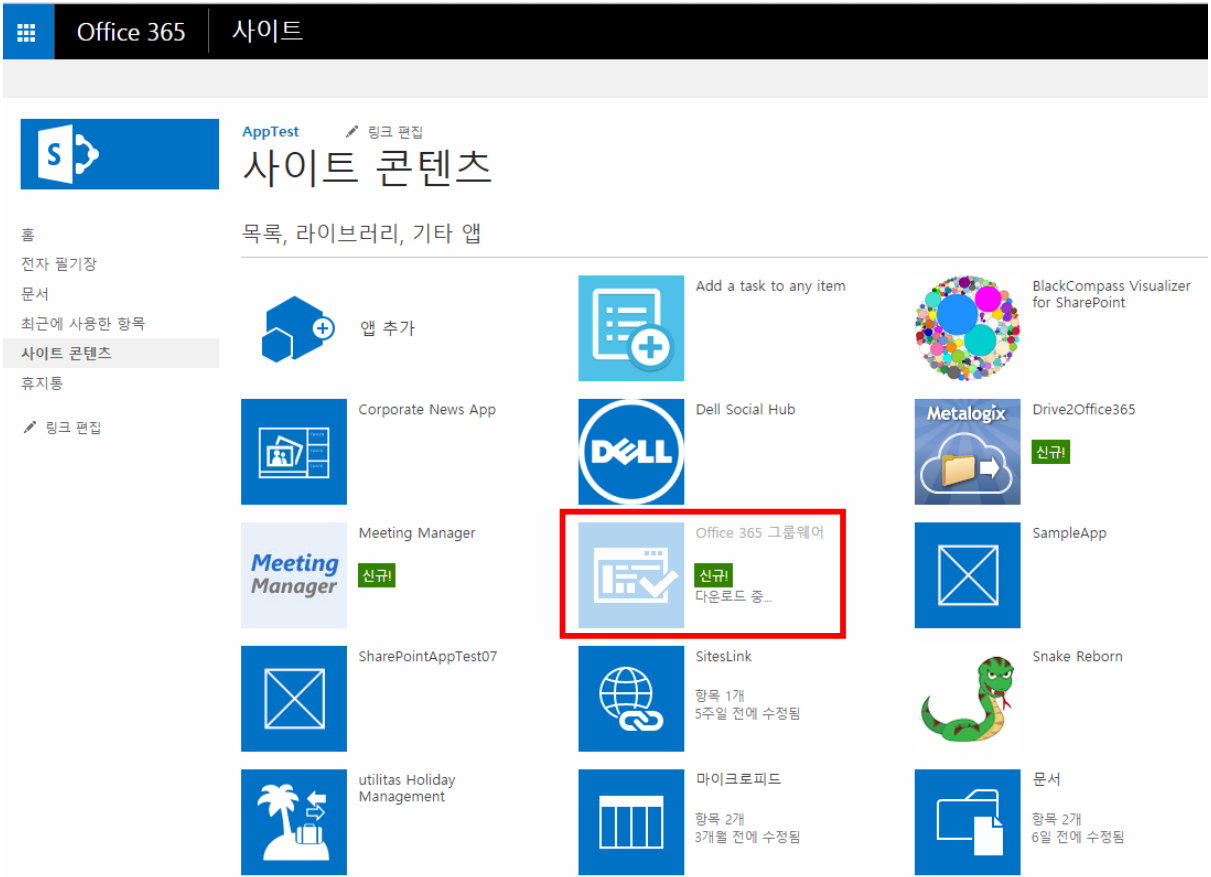 Office 365
사이트
AppTest
링크 편집
사이트 콘텐츠
홈
전자 필기장
문서
최근에 사용한 항목
사이트 콘텐츠
휴지통
링크 편집
목록, 라이브러리, 기타 앱
앱 추가
Add a task to any item
BlackCompass Visualizer
for SharePoint
Corporate News App
DELL
Dell Social Hub
Metalogix
Drive2Office365
신규!
Meeting
Manager
Meeting Manager
신규!
Office 365 그룹웨어
신규!
다운로드 중...
SampleApp
SharePointAppTest07
SitesLink
항목 1개
5주일 전에 수정됨
Snake Reborn
utilitas Holiday
Management
마이크로피드
항목 2개
3개월 전에 수정됨
문서
항목 2개
6일 전에 수정됨